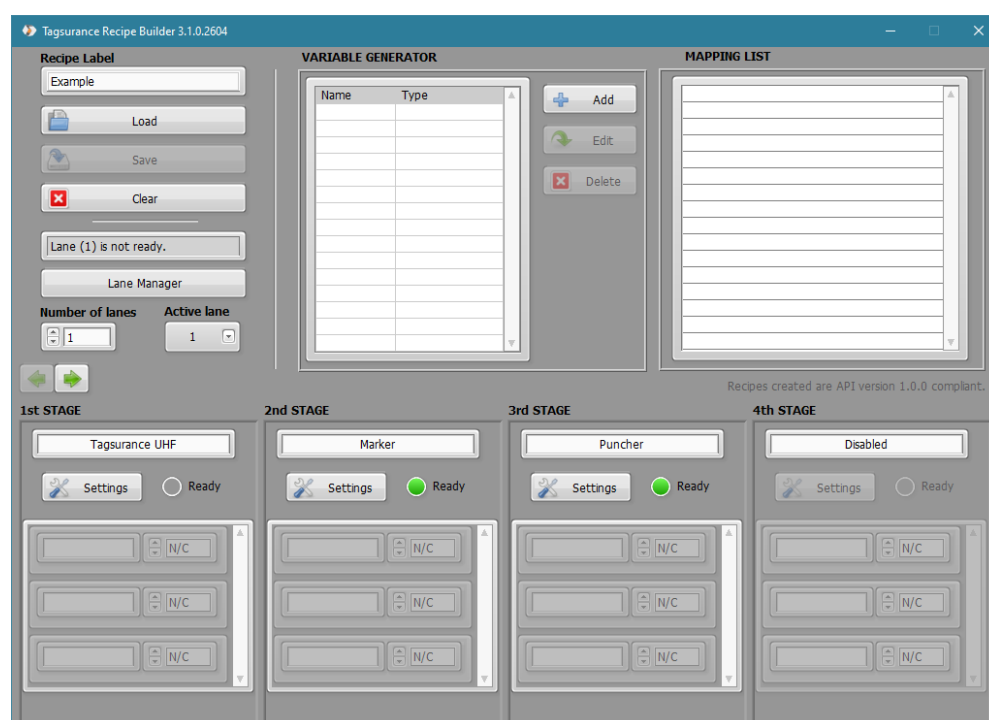 Tagsurance Recipe Builder 3.1.0.2604
Recipe Label
Example
Load
Save
Clear
Lane (1) is not ready.
Lane Manager
Number of lanes Active lane
1 1
VARIABLE GENERATOR
Name Type
Add
Edit
Delete
MAPPING LIST
Recipes created are API version 1.0.0 compliant.
1st STAGE
Tagsurance UHF
Settings Ready
N/C
N/C
N/C
2nd STAGE
Marker
Settings Ready
N/C
N/C
N/C
3rd STAGE
Puncher
Settings Ready
N/C
N/C
N/C
4th STAGE
Disabled
Settings Ready
N/C
N/C
N/C